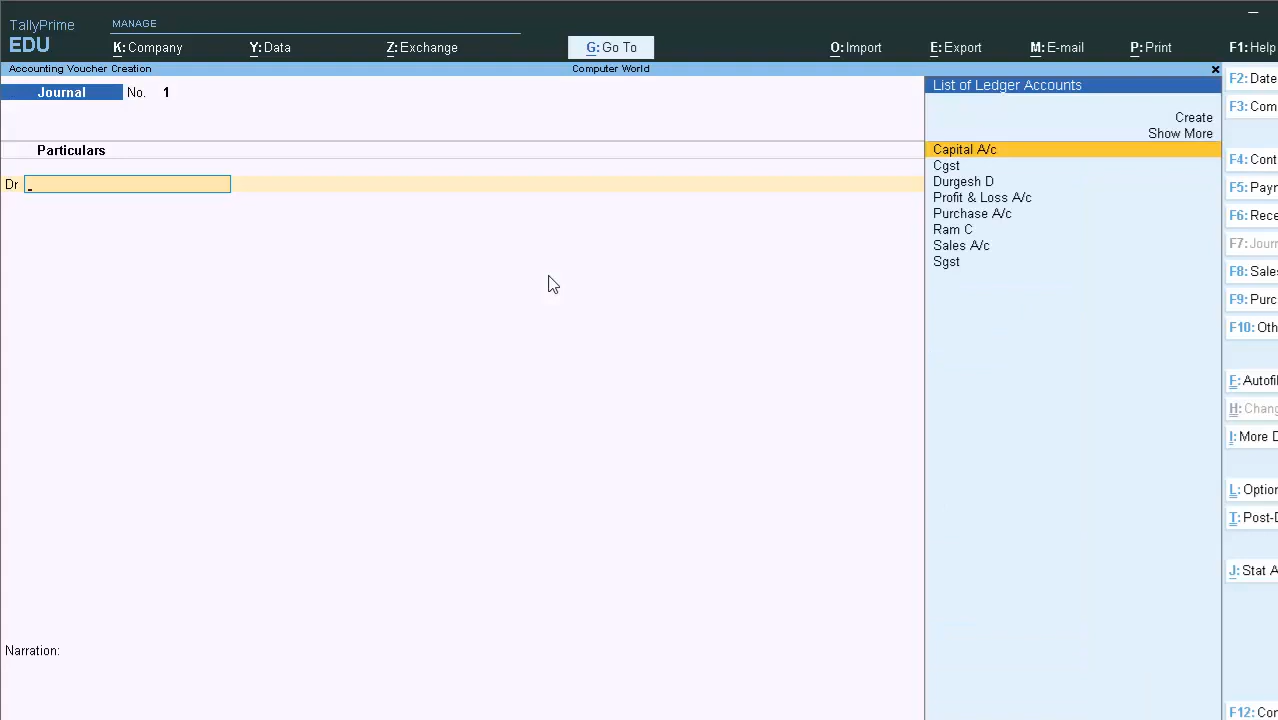 TallyPrime
EDU
MANAGE
K: Company
Y: Data
Z: Exchange
G: Go To
O: Import
E: Export
M: E-mail
P: Print
F1: Help
Accounting Voucher Creation
Computer World
Journal
No. 1
Particulars
Dr
Narration:
List of Ledger Accounts
Create
Show More
Capital A/c
Cgst
Durgesh D
Profit & Loss A/c
Purchase A/c
Ram C
Sales A/c
Sgst
F2: Date
F3: Com
F4: Cont
F5: Payr
F6: Rece
F7: Jour
F8: Sales
F9: Purc
F10: Oth
F: Autofil
H: Chang
I: More D
L: Option
T: Post-D
J: Stat A
F12: Con